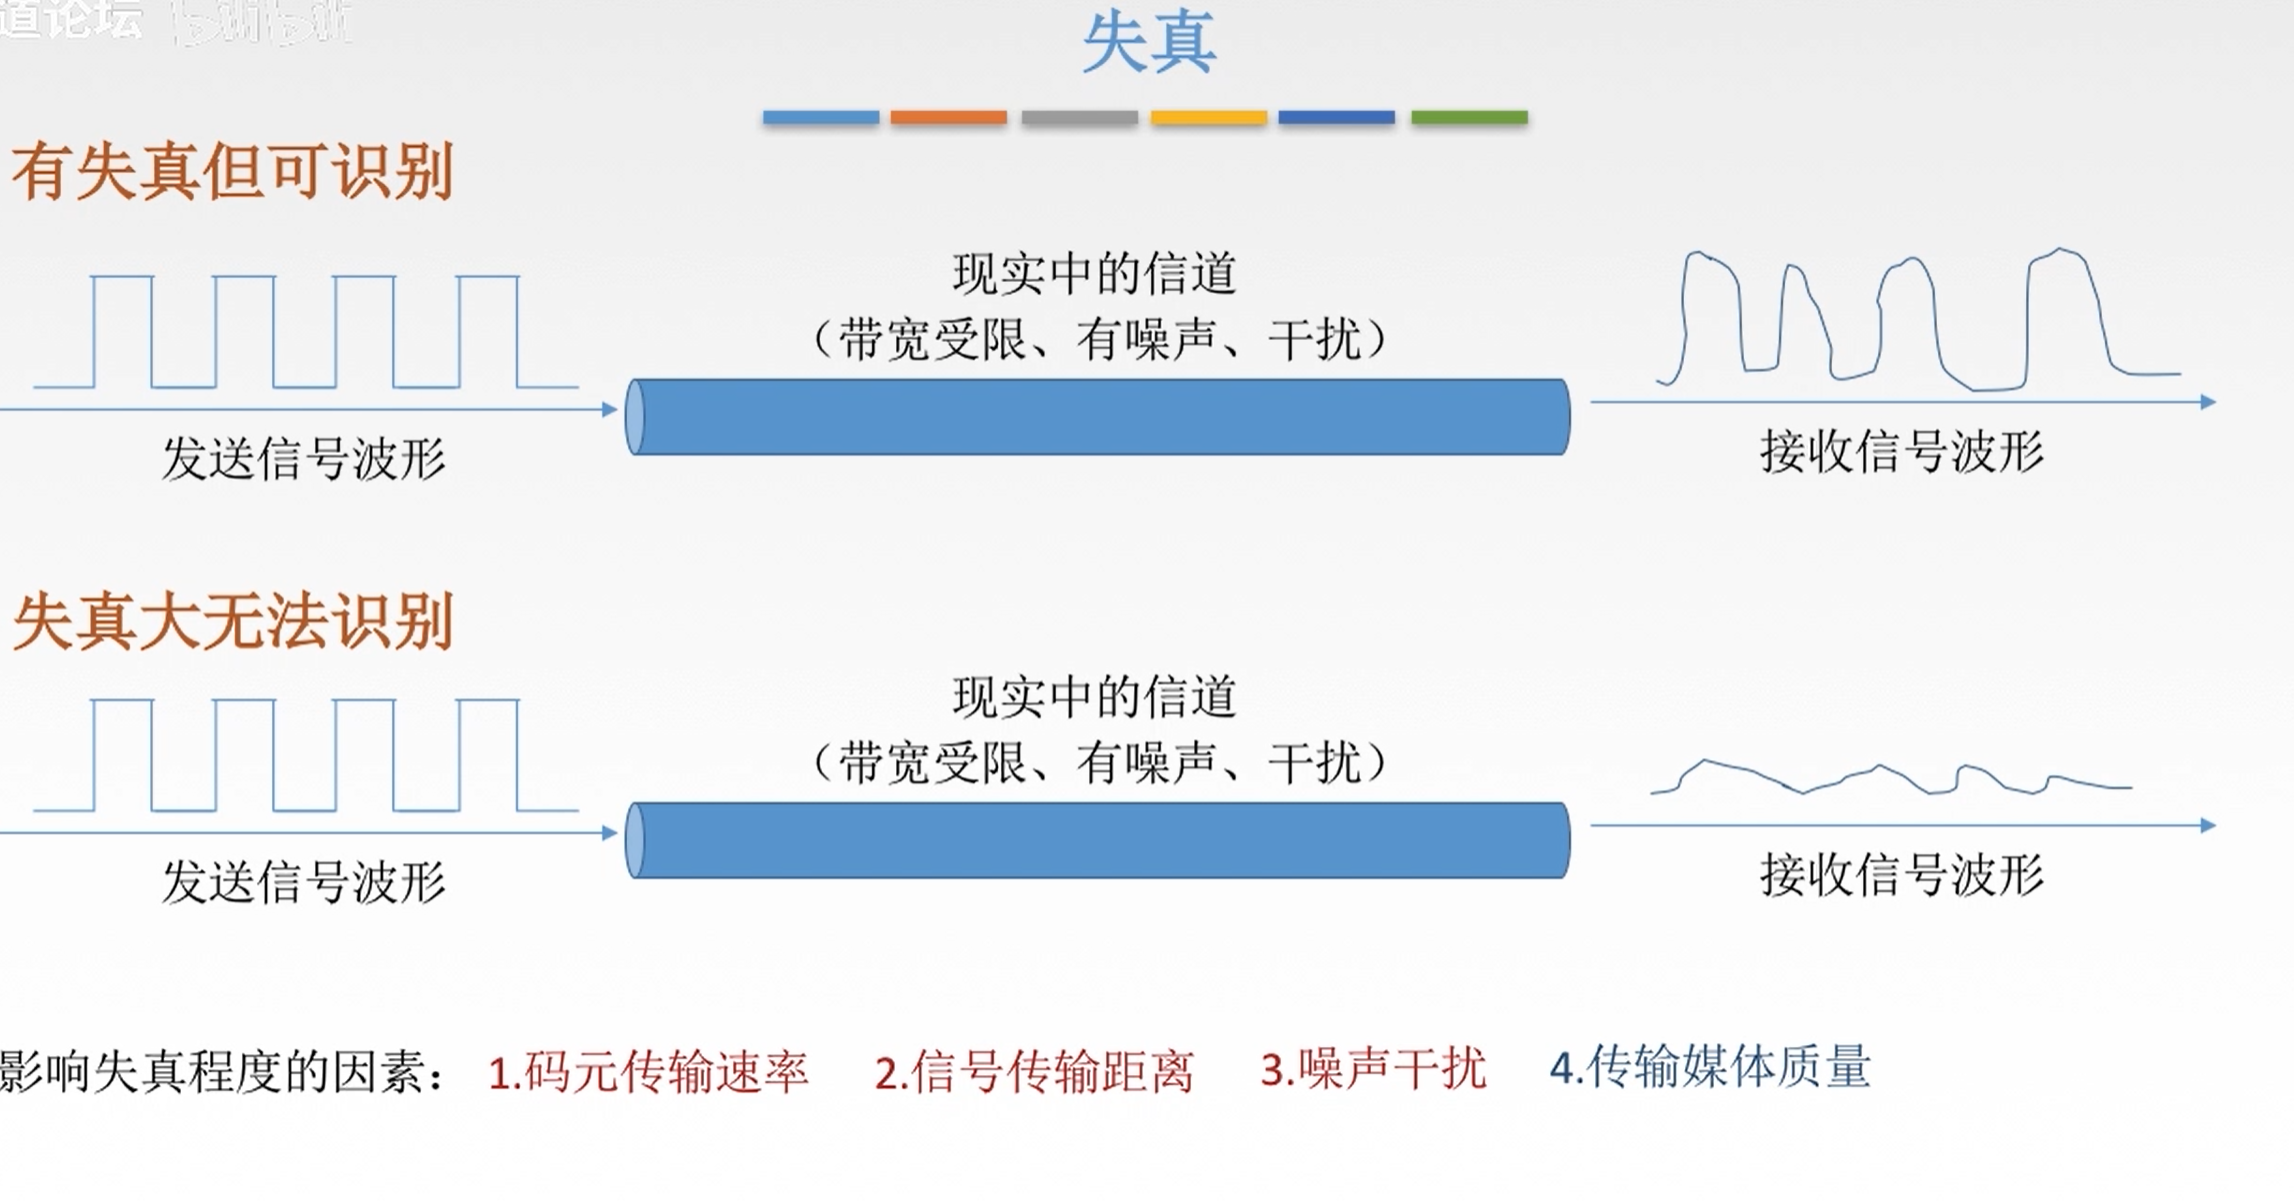 道论坛 bilibili
失真
有失真但可识别
现实中的信道
（带宽受限、有噪声、干扰）
发送信号波形
接收信号波形
失真大无法识别
现实中的信道
（带宽受限、有噪声、干扰）
发送信号波形
接收信号波形
影响失真程度的因素： 1.码元传输速率 2.信号传输距离 3.噪声干扰 4.传输媒体质量